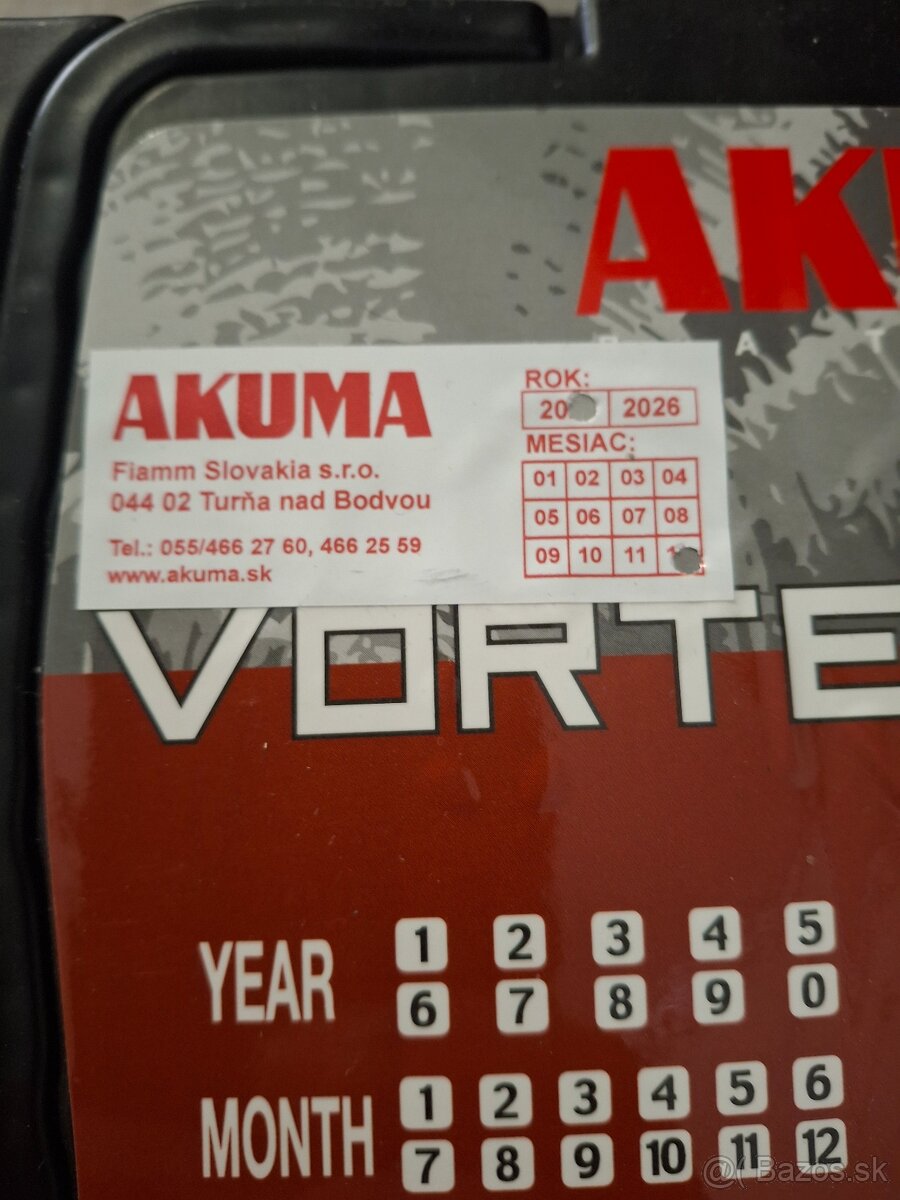 AKUMA
Fiamm Slovakia s.r.o.
044 02 Turňa nad Bodvou
Tel.: 055/466 27 60, 466 25 59
www.akuma.sk
ROK:
20 2026
MESIAC:
01 02 03 04
05 06 07 08
09 10 11 1
AK
B A T
VORTE
YEAR 1 2 3 4 5
6 7 8 9 0
MONTH 1 2 3 4 5 6
7 8 9 10 11 12
@ Bazos.sk